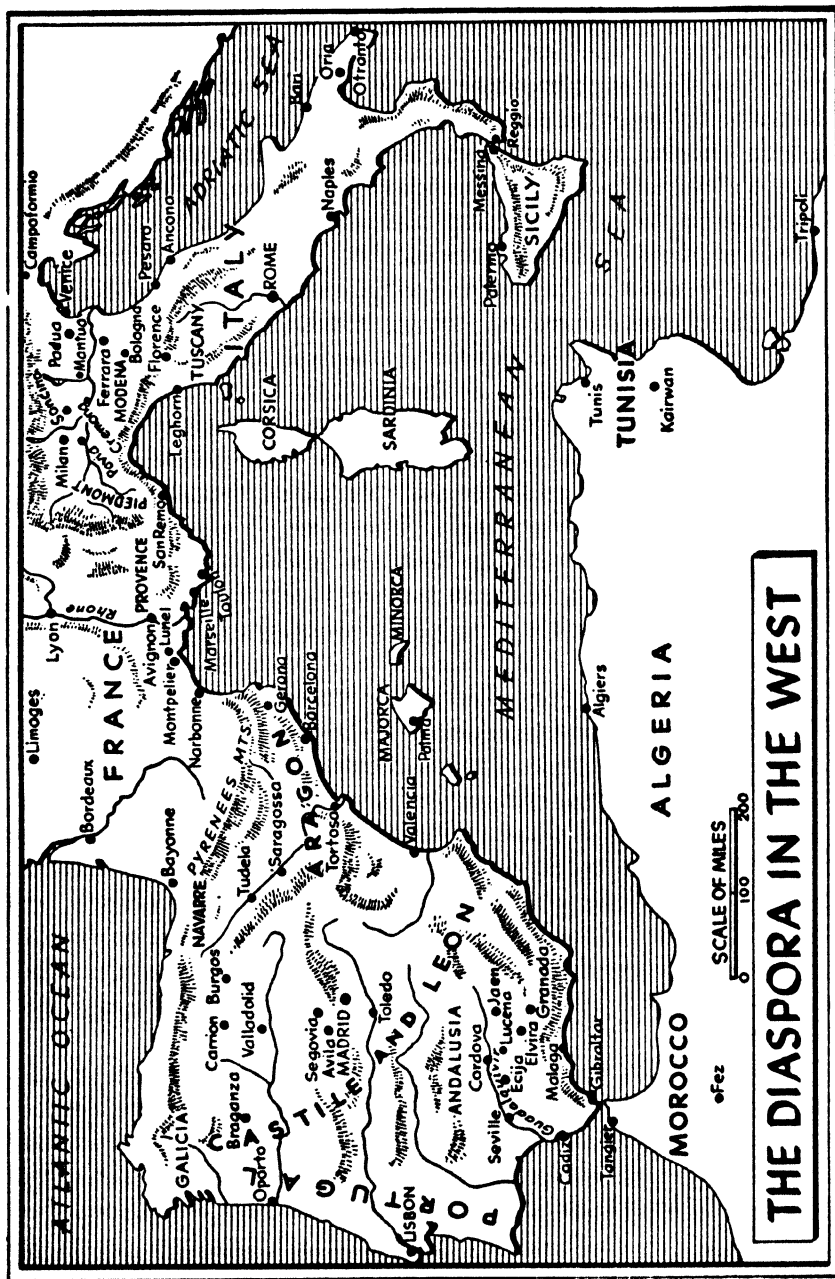 ATLANTIC OCEAN
Limoges
Lyon
Campoformio
Bordeaux
FRANCE
Rhone
Bayonne
Avignon
Lunel
Montpelier
Narbonne
Marseille
Toulon
PROVENCE
San Remo
PIEDMONT
Milan
Pavia
Cremona
Soncino
Padua
Venice
Mantua
Ferrara
MODENA
Bologna
Florence
TUSCANY
Leghorn
Pesaro
Ancona
ADRIATIC SEA
ITALY
ROME
Naples
Bari
Oria
Otranto
Reggio
Messina
Palermo
SICILY
CORSICA
SARDINIA
MINORCA
MAJORCA
Palma
MEDITERRANEAN SEA
GALICIA
NAVARRE
PYRENEES MTS.
Gerona
Barcelona
ARAGON
Tudela
Saragossa
Tortosa
Valencia
Carrion
Burgos
Valladolid
Braganza
Oporto
Segovia
Avila
MADRID
Toledo
CASTILE AND LEON
PORTUGAL
LISBON
ANDALUSIA
Cordova
Jaen
Lucena
Ecija
Elvira
Granada
Seville
Malaga
Cadiz
Gibraltar
Tangier
MOROCCO
Fez
ALGERIA
Algiers
Tunis
TUNISIA
Kairwan
Tripoli
SCALE OF MILES
0 100 200
THE DIASPORA IN THE WEST